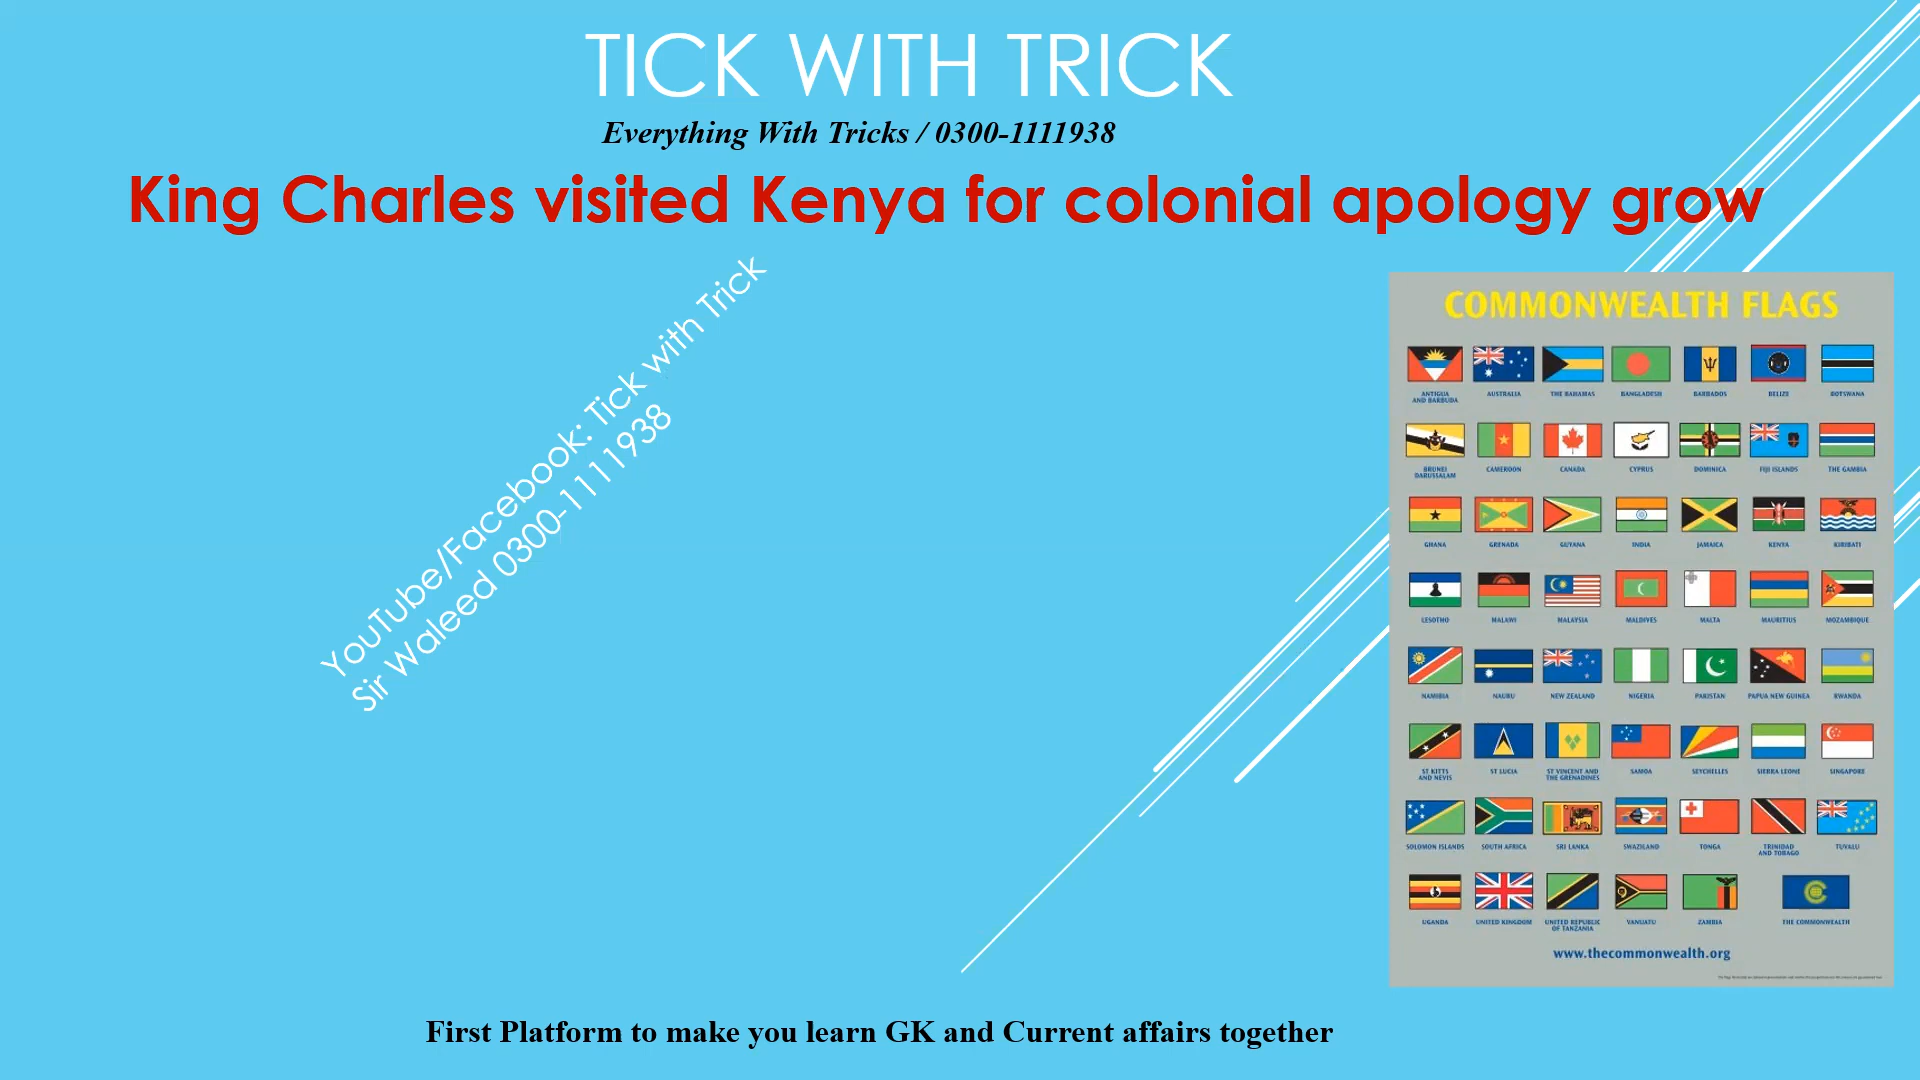 TICK WITH TRICK
Everything With Tricks / 0300-1111938
King Charles visited Kenya for colonial apology grow
YouTube/Facebook: Tick with Trick
Sir Waleed 0300-1111938
COMMONWEALTH FLAGS
ANTIGUA AND BARBUDA AUSTRALIA THE BAHAMAS BANGLADESH BARBADOS BELIZE BOTSWANA
BRUNEI DARUSSALAM CAMEROON CANADA CYPRUS DOMINICA FIJI ISLANDS THE GAMBIA
GHANA GRENADA GUYANA INDIA JAMAICA KENYA KIRIBATI
LESOTHO MALAWI MALAYSIA MALDIVES MALTA MAURITIUS MOZAMBIQUE
NAMIBIA NAURU NEW ZEALAND NIGERIA PAKISTAN PAPUA NEW GUINEA RWANDA
ST KITTS AND NEVIS ST LUCIA ST VINCENT AND THE GRENADINES SAMOA SEYCHELLES SIERRA LEONE SINGAPORE
SOLOMON ISLANDS SOUTH AFRICA SRI LANKA SWAZILAND TONGA TRINIDAD AND TOBAGO TUVALU
UGANDA UNITED KINGDOM UNITED REPUBLIC OF TANZANIA VANUATU ZAMBIA THE COMMONWEALTH
www.thecommonwealth.org
First Platform to make you learn GK and Current affairs together